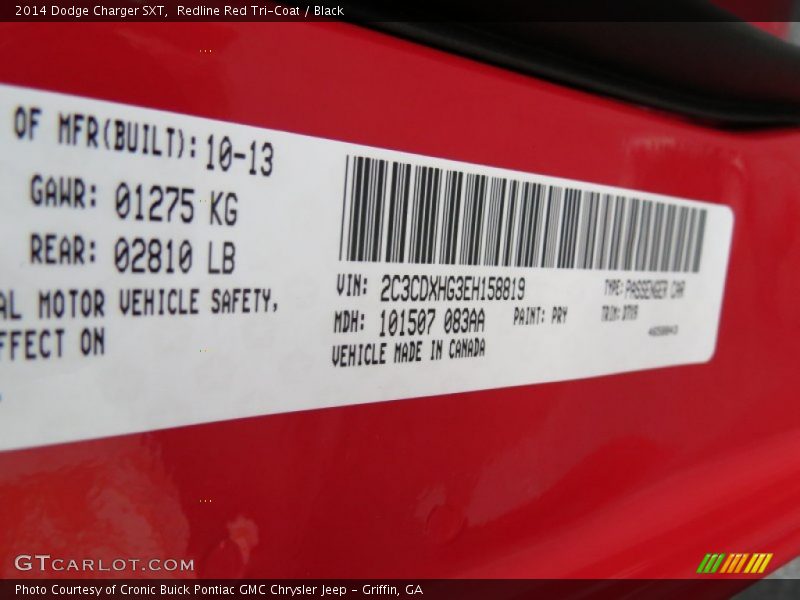 2014 Dodge Charger SXT, Redline Red Tri-Coat / Black
OF MFR(BUILT): 10-13
GAWR: 01275 KG
REAR: 02810 LB
AL MOTOR VEHICLE SAFETY,
FFECT ON
VIN: 2C3CDXHG3EH158819
TYPE: PASSENGER CAR
MDH: 101507 083AA
PAINT: PRY
TRIM:
VEHICLE MADE IN CANADA
GTCARLOT.COM
Photo Courtesy of Cronic Buick Pontiac GMC Chrysler Jeep - Griffin, GA